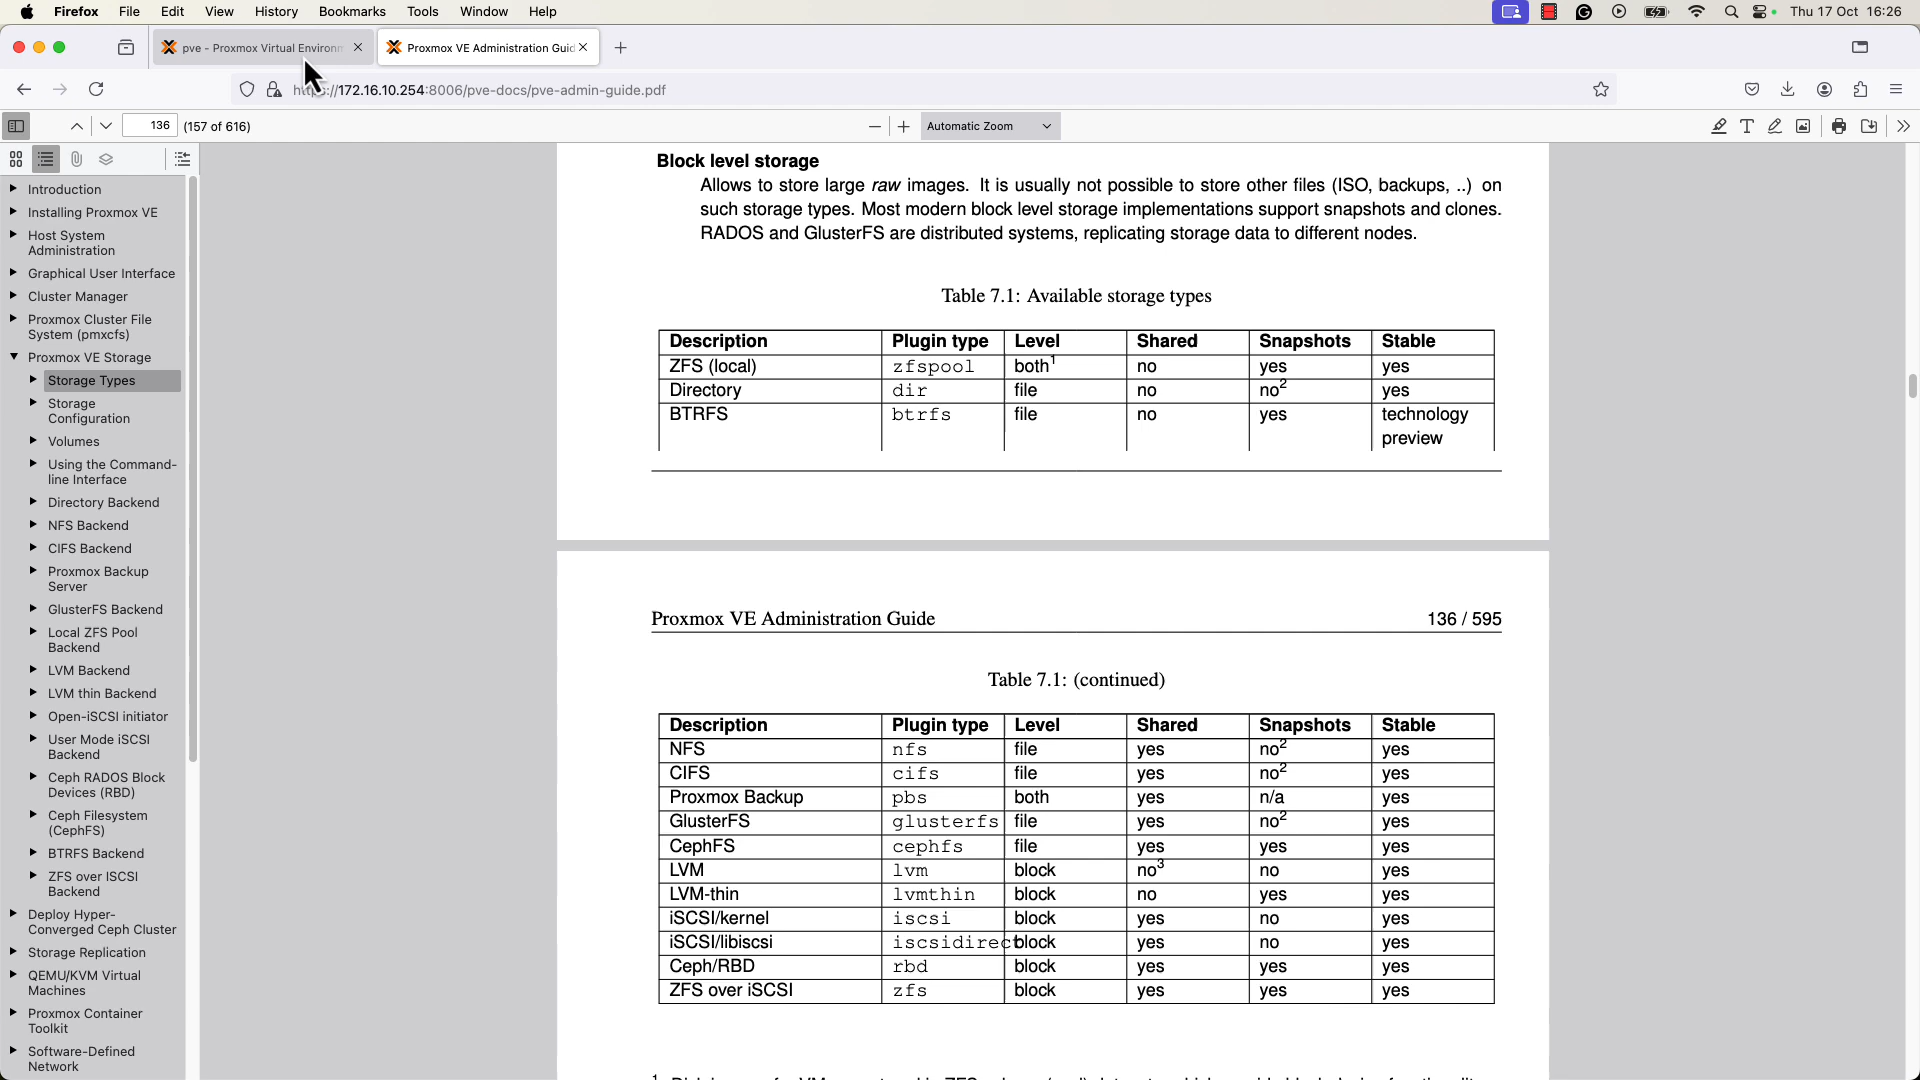 Firefox File Edit View History Bookmarks Tools Window Help
Thu 17 Oct 16:26
pve - Proxmox Virtual Environm
Proxmox VE Administration Guid
//172.16.10.254:8006/pve-docs/pve-admin-guide.pdf
136 (157 of 616)
Automatic Zoom
Introduction
Installing Proxmox VE
Host System
Administration
Graphical User Interface
Cluster Manager
Proxmox Cluster File
System (pmxcfs)
Proxmox VE Storage
Storage Types
Storage
Configuration
Volumes
Using the Command-
line Interface
Directory Backend
NFS Backend
CIFS Backend
Proxmox Backup
Server
GlusterFS Backend
Local ZFS Pool
Backend
LVM Backend
LVM thin Backend
Open-iSCSI initiator
User Mode iSCSI
Backend
Ceph RADOS Block
Devices (RBD)
Ceph Filesystem
(CephFS)
BTRFS Backend
ZFS over ISCSI
Backend
Deploy Hyper-
Converged Ceph Cluster
Storage Replication
QEMU/KVM Virtual
Machines
Proxmox Container
Toolkit
Software-Defined
Network
Block level storage
Allows to store large raw images. It is usually not possible to store other files (ISO, backups, ..) on
such storage types. Most modern block level storage implementations support snapshots and clones.
RADOS and GlusterFS are distributed systems, replicating storage data to different nodes.
Table 7.1: Available storage types
Description Plugin type Level Shared Snapshots Stable
ZFS (local) zfspool both1 no yes yes
Directory dir file no no2 yes
BTRFS btrfs file no yes technology
preview
Proxmox VE Administration Guide 136 / 595
Table 7.1: (continued)
Description Plugin type Level Shared Snapshots Stable
NFS nfs file yes no2 yes
CIFS cifs file yes no2 yes
Proxmox Backup pbs both yes n/a yes
GlusterFS glusterfs file yes no2 yes
CephFS cephfs file yes yes yes
LVM lvm block no3 no yes
LVM-thin lvmthin block no yes yes
iSCSI/kernel iscsi block yes no yes
iSCSI/libiscsi iscsidirect block yes no yes
Ceph/RBD rbd block yes yes yes
ZFS over iSCSI zfs block yes yes yes